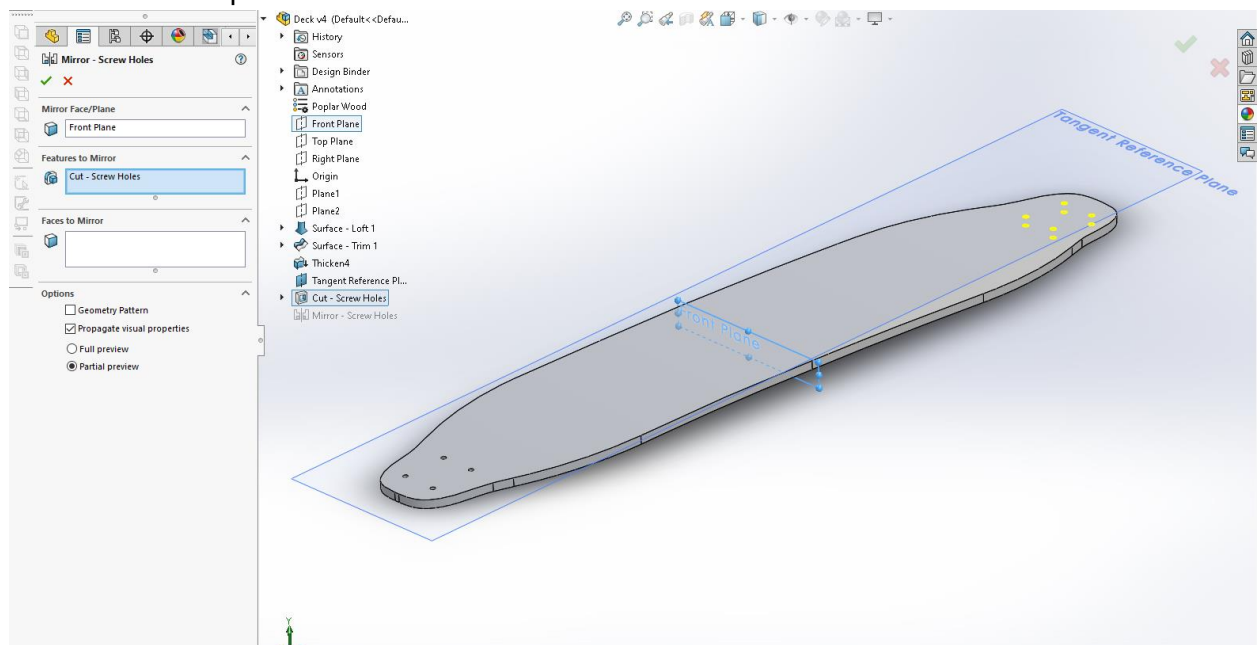 Mirror - Screw Holes
Mirror Face/Plane
Front Plane
Features to Mirror
Cut - Screw Holes
Faces to Mirror
Options
Geometry Pattern
Propagate visual properties
Full preview
Partial preview
Deck v4 (Default<<Defau...
History
Sensors
Design Binder
Annotations
Poplar Wood
Front Plane
Top Plane
Right Plane
Origin
Plane1
Plane2
Surface - Loft 1
Surface - Trim 1
Thicken4
Tangent Reference Pl...
Cut - Screw Holes
Mirror - Screw Holes
Tangent Reference Plane
Front Plane
Y